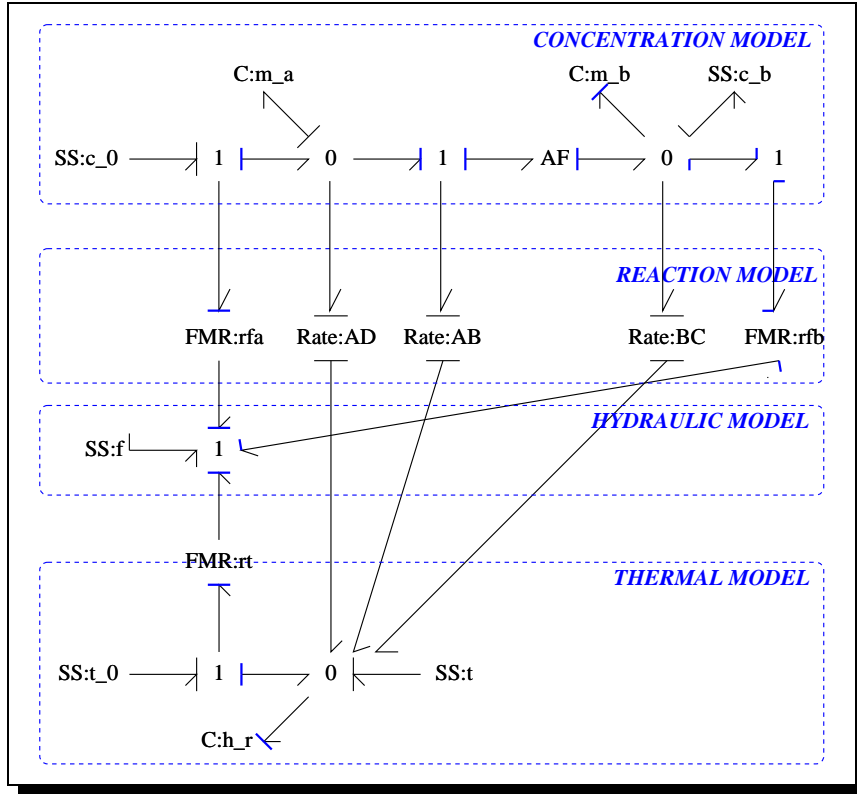 CONCENTRATION MODEL
C:m_a C:m_b SS:c_b
SS:c_0 1 0 1 AF 0 1
REACTION MODEL
FMR:rfa Rate:AD Rate:AB Rate:BC FMR:rfb
HYDRAULIC MODEL
SS:f 1
FMR:rt
THERMAL MODEL
SS:t_0 1 0 SS:t
C:h_r